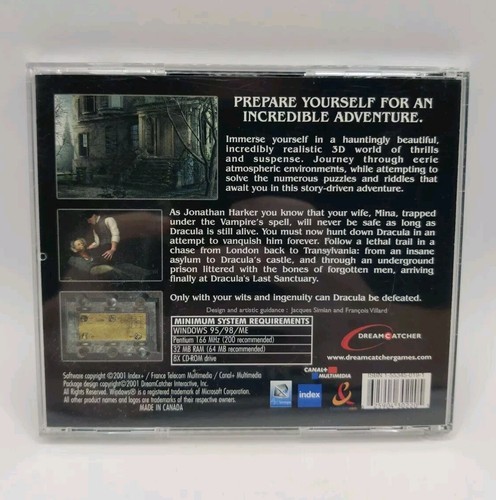 PREPARE YOURSELF FOR AN
INCREDIBLE ADVENTURE.
Immerse yourself in a hauntingly beautiful,
incredibly realistic 3D world of thrills
and suspense. Journey through eerie
atmospheric environments, while attempting to
solve the numerous puzzles and riddles that
await you in this story-driven adventure.
As Jonathan Harker you know that your wife, Mina, trapped
under the Vampire's spell, will never be safe as long as
Dracula is still alive. You must now hunt down Dracula in an
attempt to vanquish him forever. Follow a lethal trail in a
chase from London back to Transylvania: from an insane
asylum to Dracula's castle, and through an underground
prison littered with the bones of forgotten men, arriving
finally at Dracula's Last Sanctuary.
Only with your wits and ingenuity can Dracula be defeated.
Design and artistic guidance : Jacques Simian and François Villard
MINIMUM SYSTEM REQUIREMENTS
WINDOWS 95/98/ME
Pentium 166 MHz (200 recommended)
32 MB RAM (64 MB recommended)
8X CD-ROM drive
DREAMCATCHER
www.dreamcatchergames.com
Software copyright ©2001 Index+ / France Telecom Multimedia / Canal+ Multimedia
Package design copyright©2001 DreamCatcher Interactive, Inc.
All Rights Reserved. Windows® is a registered trademark of Microsoft Corporation.
All other product names and logos are trademarks or registered of their respective owners.
MADE IN CANADA
CANAL+
MULTIMEDIA
index